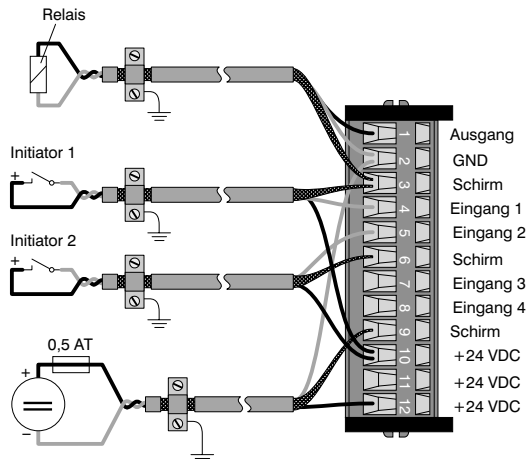 Relais
Initiator 1
+
Initiator 2
+
0,5 AT
+
−
1 Ausgang
2 GND
3 Schirm
4 Eingang 1
5 Eingang 2
6 Schirm
7 Eingang 3
8 Eingang 4
9 Schirm
10 +24 VDC
11 +24 VDC
12 +24 VDC